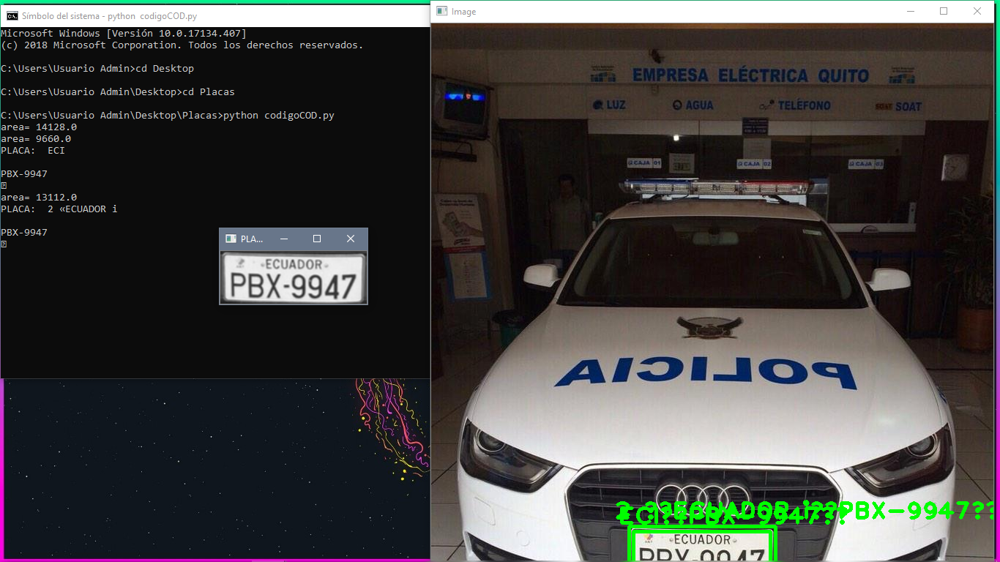 Símbolo del sistema - python  codigoCOD.py
Microsoft Windows [Versión 10.0.17134.407]
(c) 2018 Microsoft Corporation. Todos los derechos reservados.
C:\Users\Usuario Admin>cd Desktop
C:\Users\Usuario Admin\Desktop>cd Placas
C:\Users\Usuario Admin\Desktop\Placas>python codigoCOD.py
area= 14128.0
area= 9660.0
PLACA:  ECI
PBX-9947
area= 13112.0
PLACA:  2 «ECUADOR i
PBX-9947
PLA...
ECUADOR
PBX-9947
Image
EMPRESA ELÉCTRICA QUITO
LUZ
AGUA
TELÉFONO
SOAT SOAT
CAJA 01
CAJA 02
CAJA 03
POLICIA
2 ??ECUADOR i??PBX-9947??
ECI??PBX-9947??
ECUADOR
PBX-9947